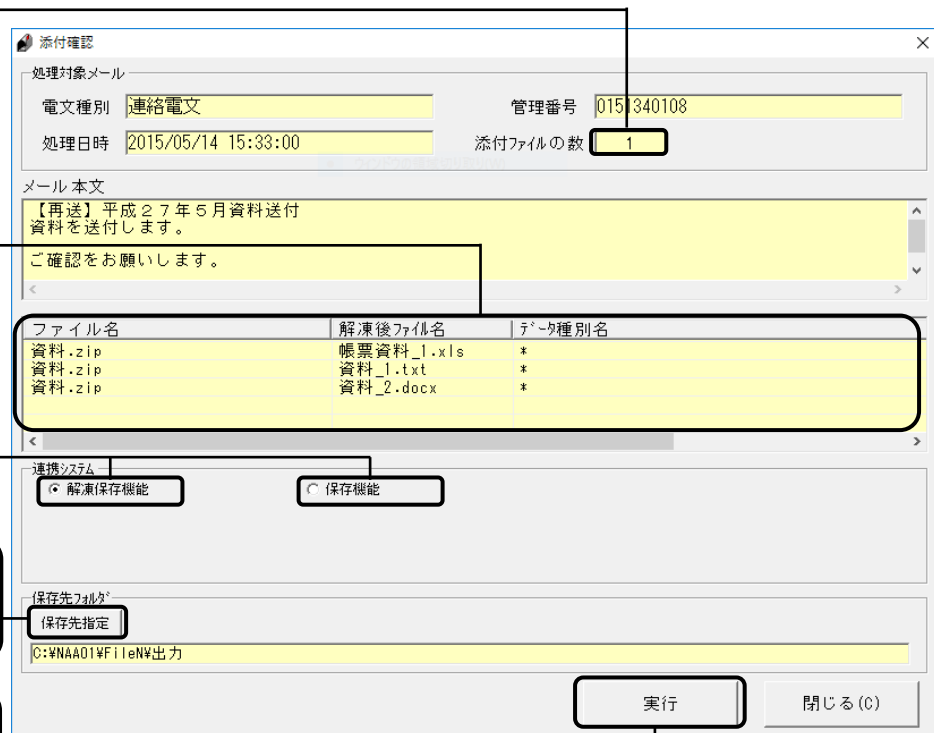 添付確認
処理対象メール
電文種別 連絡電文 管理番号 0151340108
処理日時 2015/05/14 15:33:00 添付ファイルの数 1
メール本文
【再送】平成２７年５月資料送付
資料を送付します。
ご確認をお願いします。
ファイル名 解凍後ファイル名 データ種別名
資料.zip 帳票資料_1.xls *
資料.zip 資料_1.txt *
資料.zip 資料_2.docx *
連携システム
解凍保存機能 保存機能
保存先フォルダ
保存先指定
C:¥NAA01¥FileN¥出力
実行 閉じる(C)